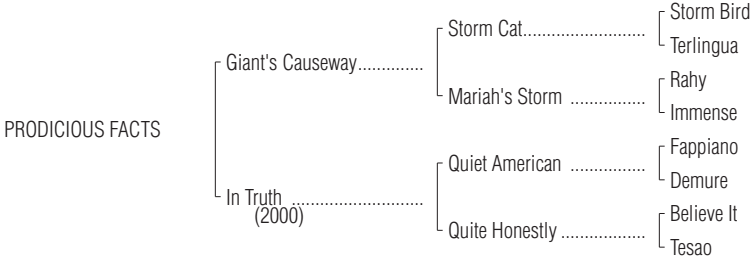 Storm Bird
Storm Cat.........................
Terlingua
Giant's Causeway..............
Rahy
Mariah's Storm ................
Immense
PRODICIOUS FACTS
Fappiano
Quiet American ................
Demure
In Truth ...........................
(2000)
Believe It
Quite Honestly ..................
Tesao